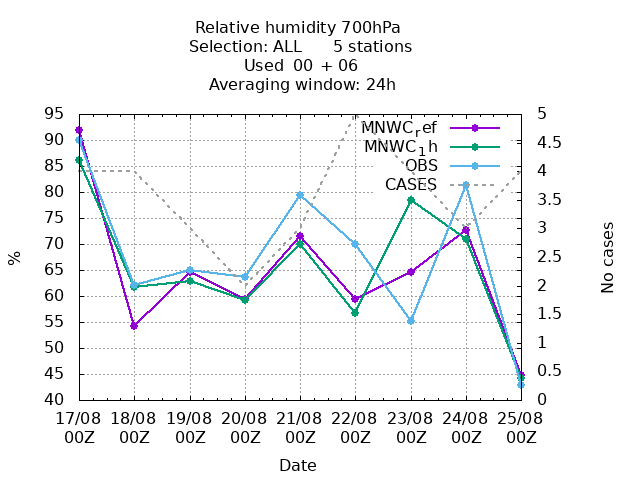 Relative humidity 700hPa
Selection: ALL 5 stations
Used 00 + 06
Averaging window: 24h
95 90 85 80 75 70 65 60 55 50 45 40
%
MNWC_ref
MNWC_1h
OBS
CASES
5 4.5 4 3.5 3 2.5 2 1.5 1 0.5 0
No cases
17/08 18/08 19/08 20/08 21/08 22/08 23/08 24/08 25/08
00Z 00Z 00Z 00Z 00Z 00Z 00Z 00Z 00Z
Date